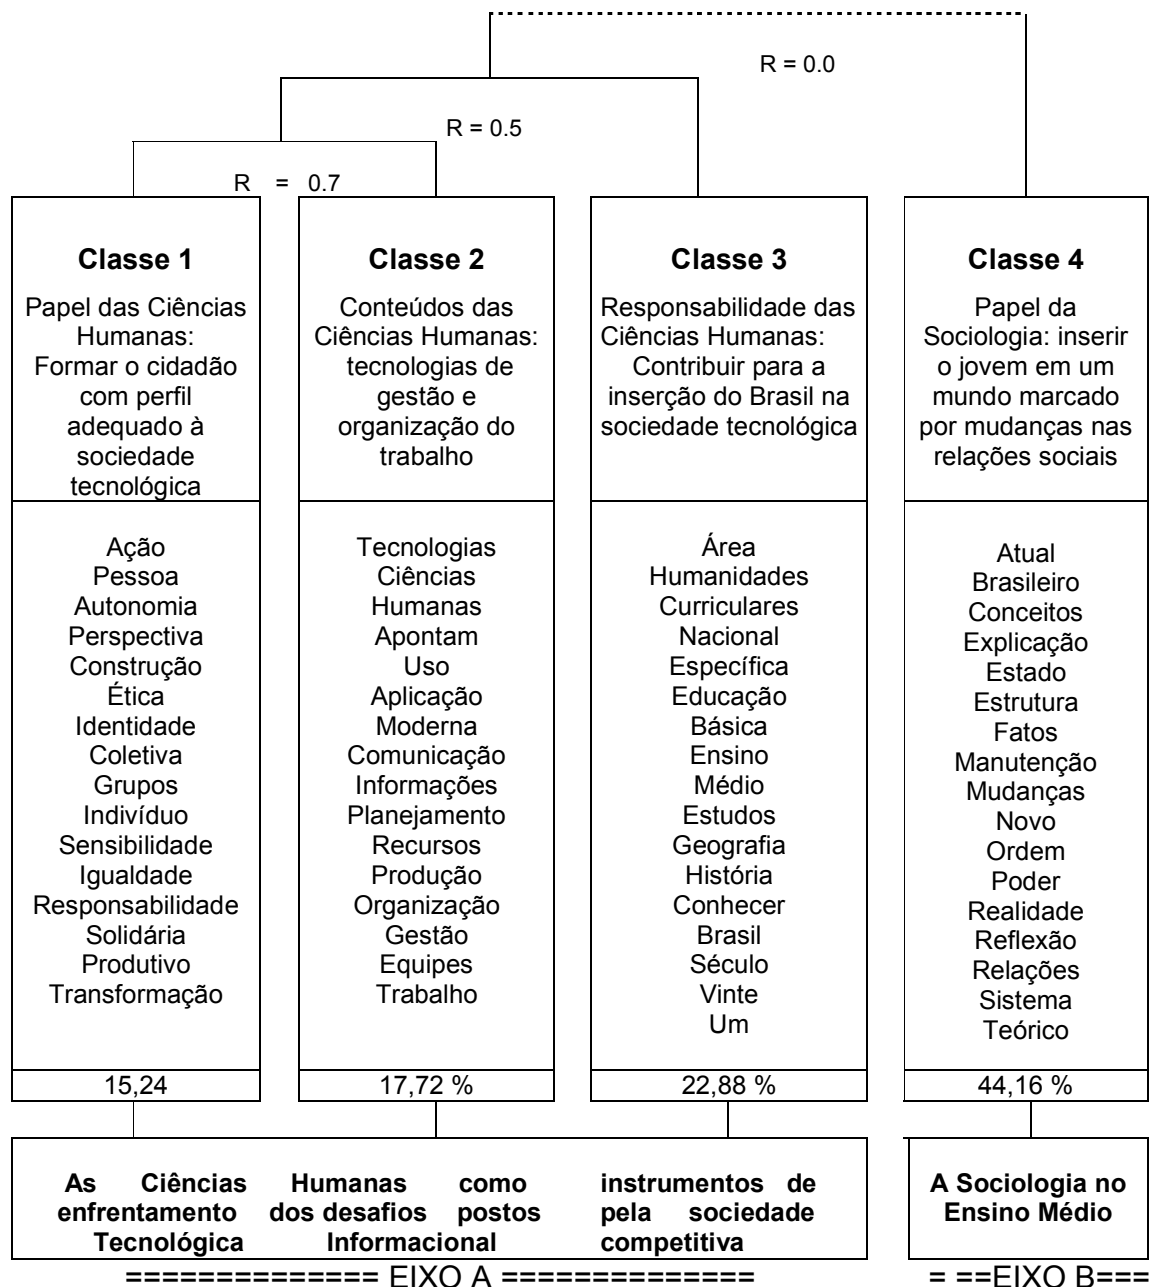 R = 0.0
R = 0.5
R = 0.7
Classe 1
Papel das Ciências
Humanas:
Formar o cidadão
com perfil
adequado à
sociedade
tecnológica
Ação
Pessoa
Autonomia
Perspectiva
Construção
Ética
Identidade
Coletiva
Grupos
Indivíduo
Sensibilidade
Igualdade
Responsabilidade
Solidária
Produtivo
Transformação
15,24
Classe 2
Conteúdos das
Ciências Humanas:
tecnologias de
gestão e
organização do
trabalho
Tecnologias
Ciências
Humanas
Apontam
Uso
Aplicação
Moderna
Comunicação
Informações
Planejamento
Recursos
Produção
Organização
Gestão
Equipes
Trabalho
17,72 %
Classe 3
Responsabilidade das
Ciências Humanas:
Contribuir para a
inserção do Brasil na
sociedade tecnológica
Área
Humanidades
Curriculares
Nacional
Específica
Educação
Básica
Ensino
Médio
Estudos
Geografia
História
Conhecer
Brasil
Século
Vinte
Um
22,88 %
Classe 4
Papel da
Sociologia: inserir
o jovem em um
mundo marcado
por mudanças nas
relações sociais
Atual
Brasileiro
Conceitos
Explicação
Estado
Estrutura
Fatos
Manutenção
Mudanças
Novo
Ordem
Poder
Realidade
Reflexão
Relações
Sistema
Teórico
44,16 %
As Ciências Humanas como instrumentos de
enfrentamento dos desafios postos pela sociedade
Tecnológica Informacional competitiva
A Sociologia no
Ensino Médio
============== EIXO A ==============
= ==EIXO B===